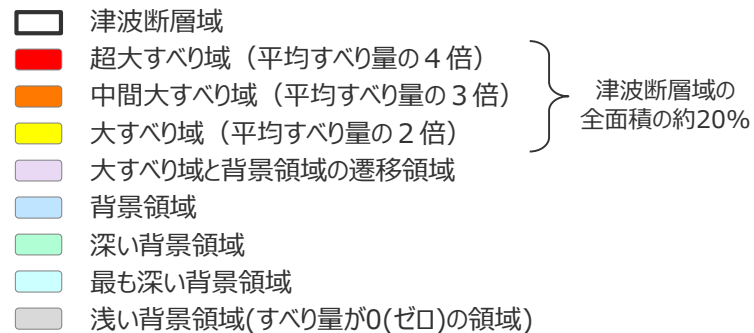 津波断層域
超大すべり域（平均すべり量の４倍）
中間大すべり域（平均すべり量の３倍）
大すべり域（平均すべり量の２倍）
津波断層域の
全面積の約20%
大すべり域と背景領域の遷移領域
背景領域
深い背景領域
最も深い背景領域
浅い背景領域(すべり量が0(ゼロ)の領域)